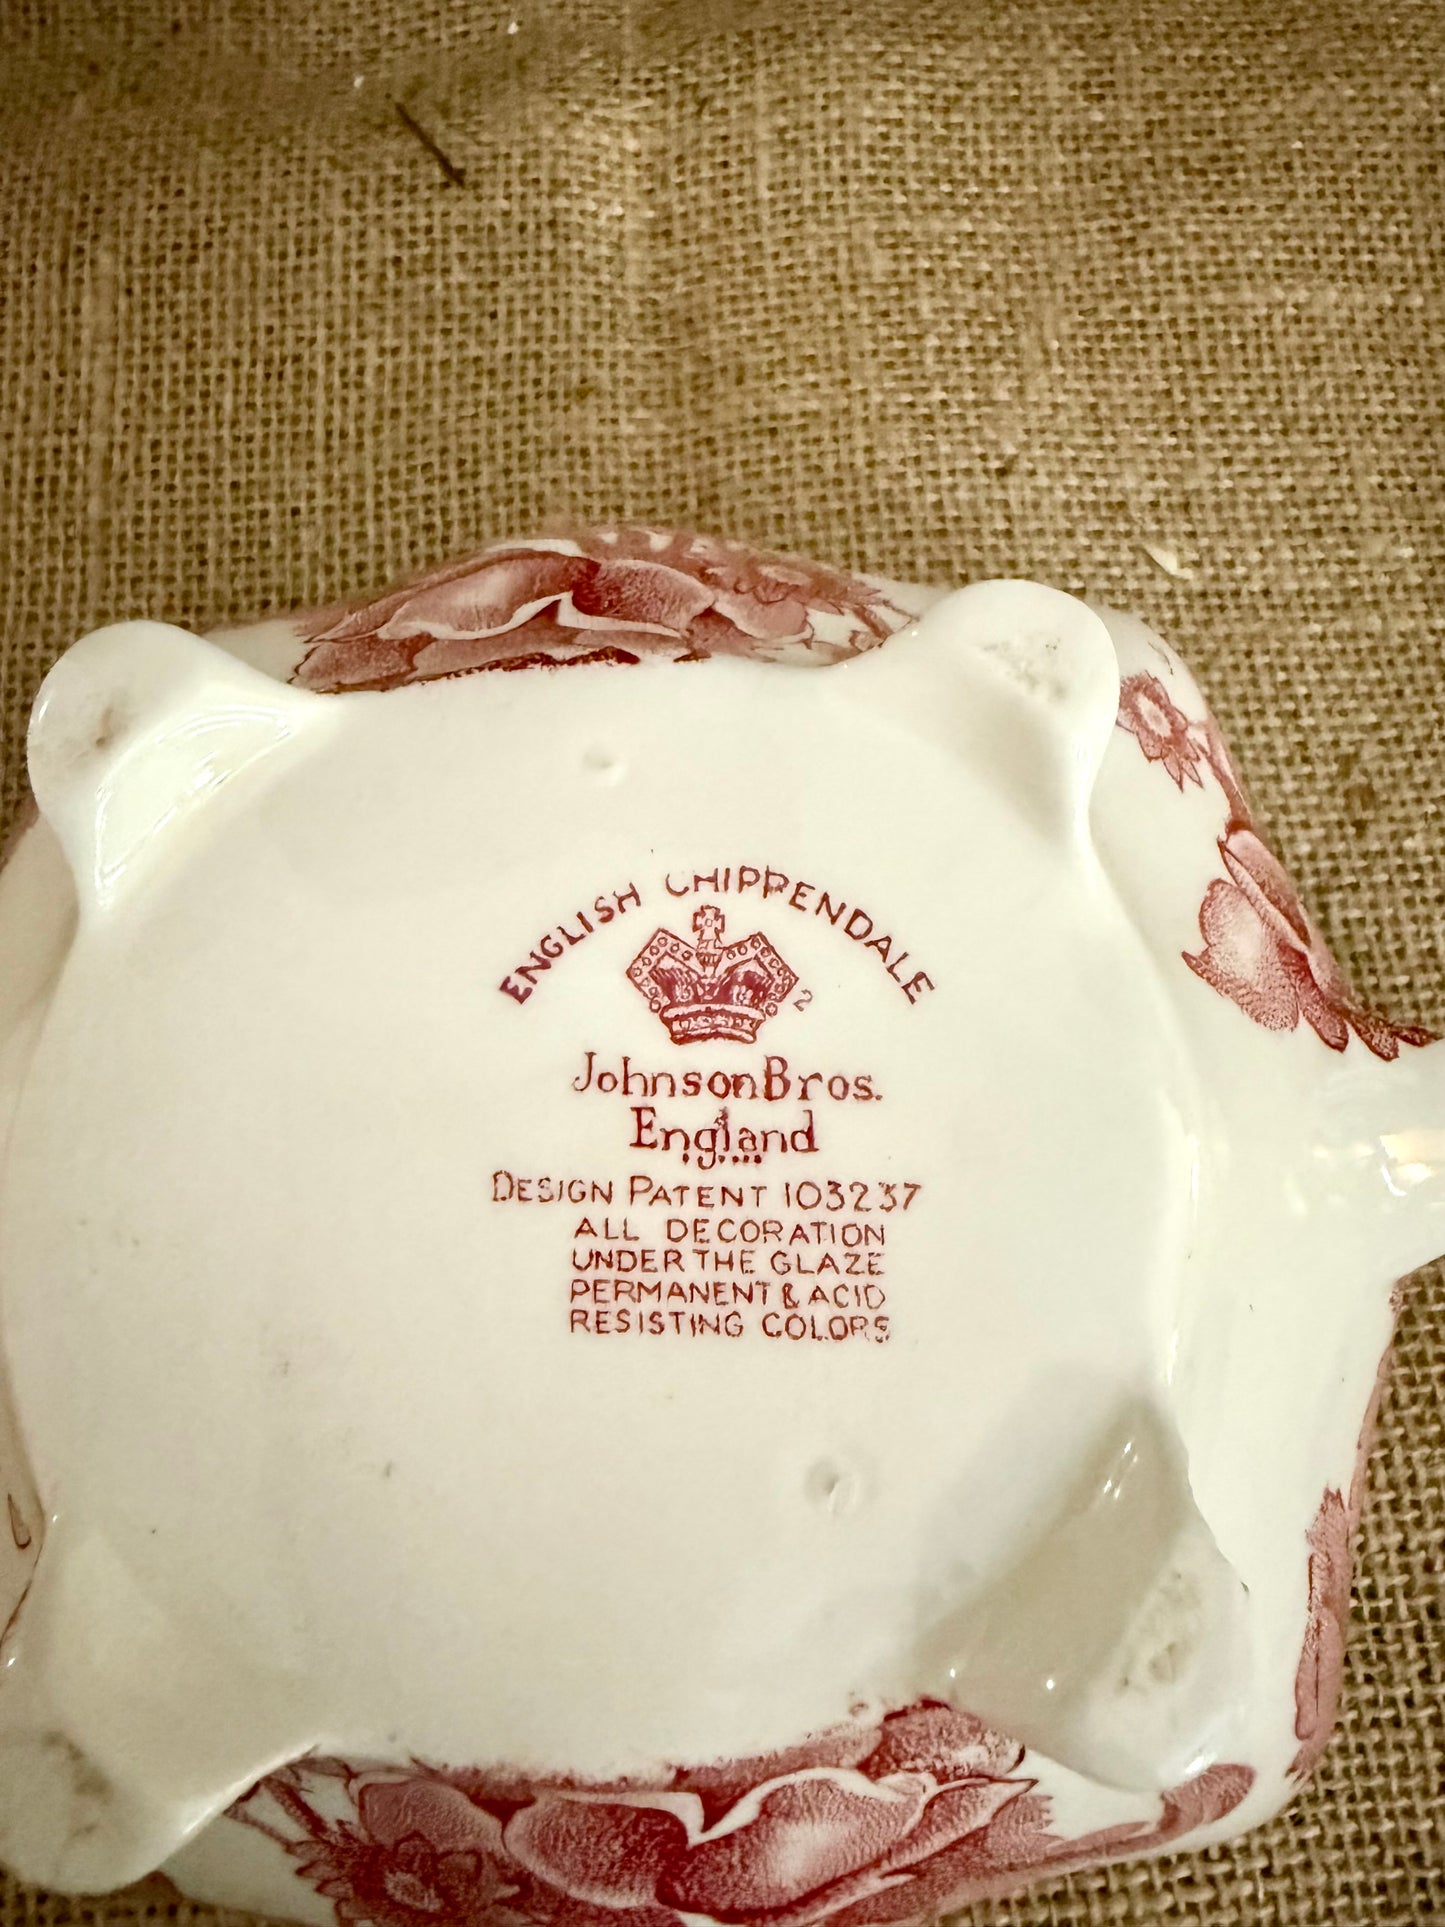 ENGLISH CHIPPENDALE
2
Johnson Bros.
England
DESIGN PATENT 103237
ALL DECORATION
UNDER THE GLAZE
PERMANENT & ACID
RESISTING COLORS